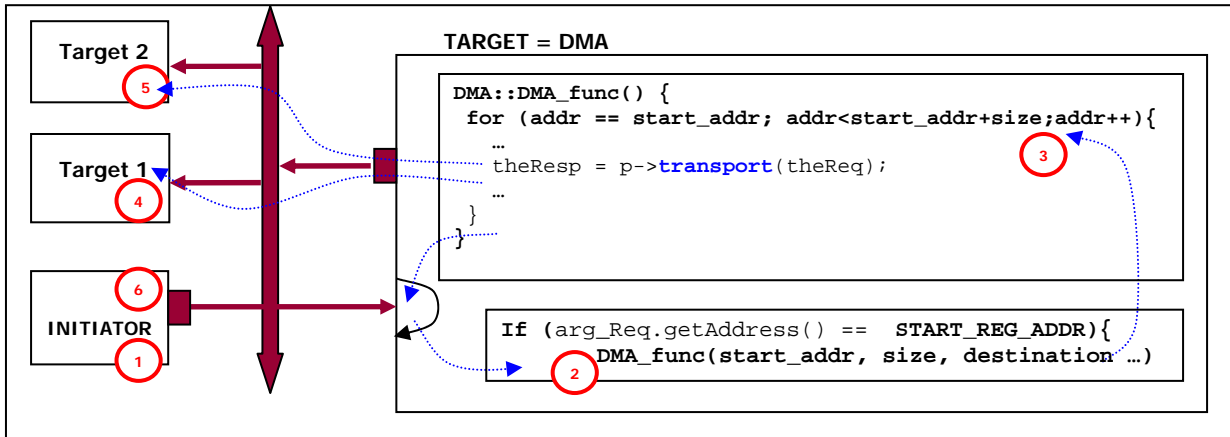 TARGET = DMA
Target 2
5
DMA::DMA_func() {
for (addr == start_addr; addr<start_addr+size;addr++){
…
3
theResp = p->transport(theReq);
…
}
}
Target 1
4
6
INITIATOR
1
If (arg_Req.getAddress() == START_REG_ADDR){
2
DMA_func(start_addr, size, destination …)